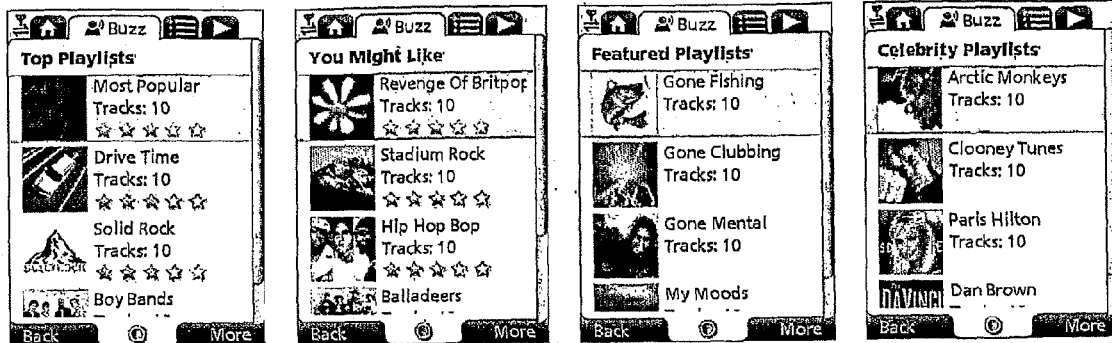 Buzz
Top Playlists
Most Popular
Tracks: 10
Drive Time
Tracks: 10
Solid Rock
Tracks: 10
Boy Bands
Back
More
Buzz
You Might Like
Revenge Of Britpop
Tracks: 10
Stadium Rock
Tracks: 10
Hip Hop Bop
Tracks: 10
Balladeers
Back
More
Buzz
Featured Playlists
Gone Fishing
Tracks: 10
Gone Clubbing
Tracks: 10
Gone Mental
Tracks: 10
My Moods
Back
More
Buzz
Celebrity Playlists
Arctic Monkeys
Tracks: 10
Clooney Tunes
Tracks: 10
Paris Hilton
Tracks: 10
Dan Brown
DAVINCI
Back
More